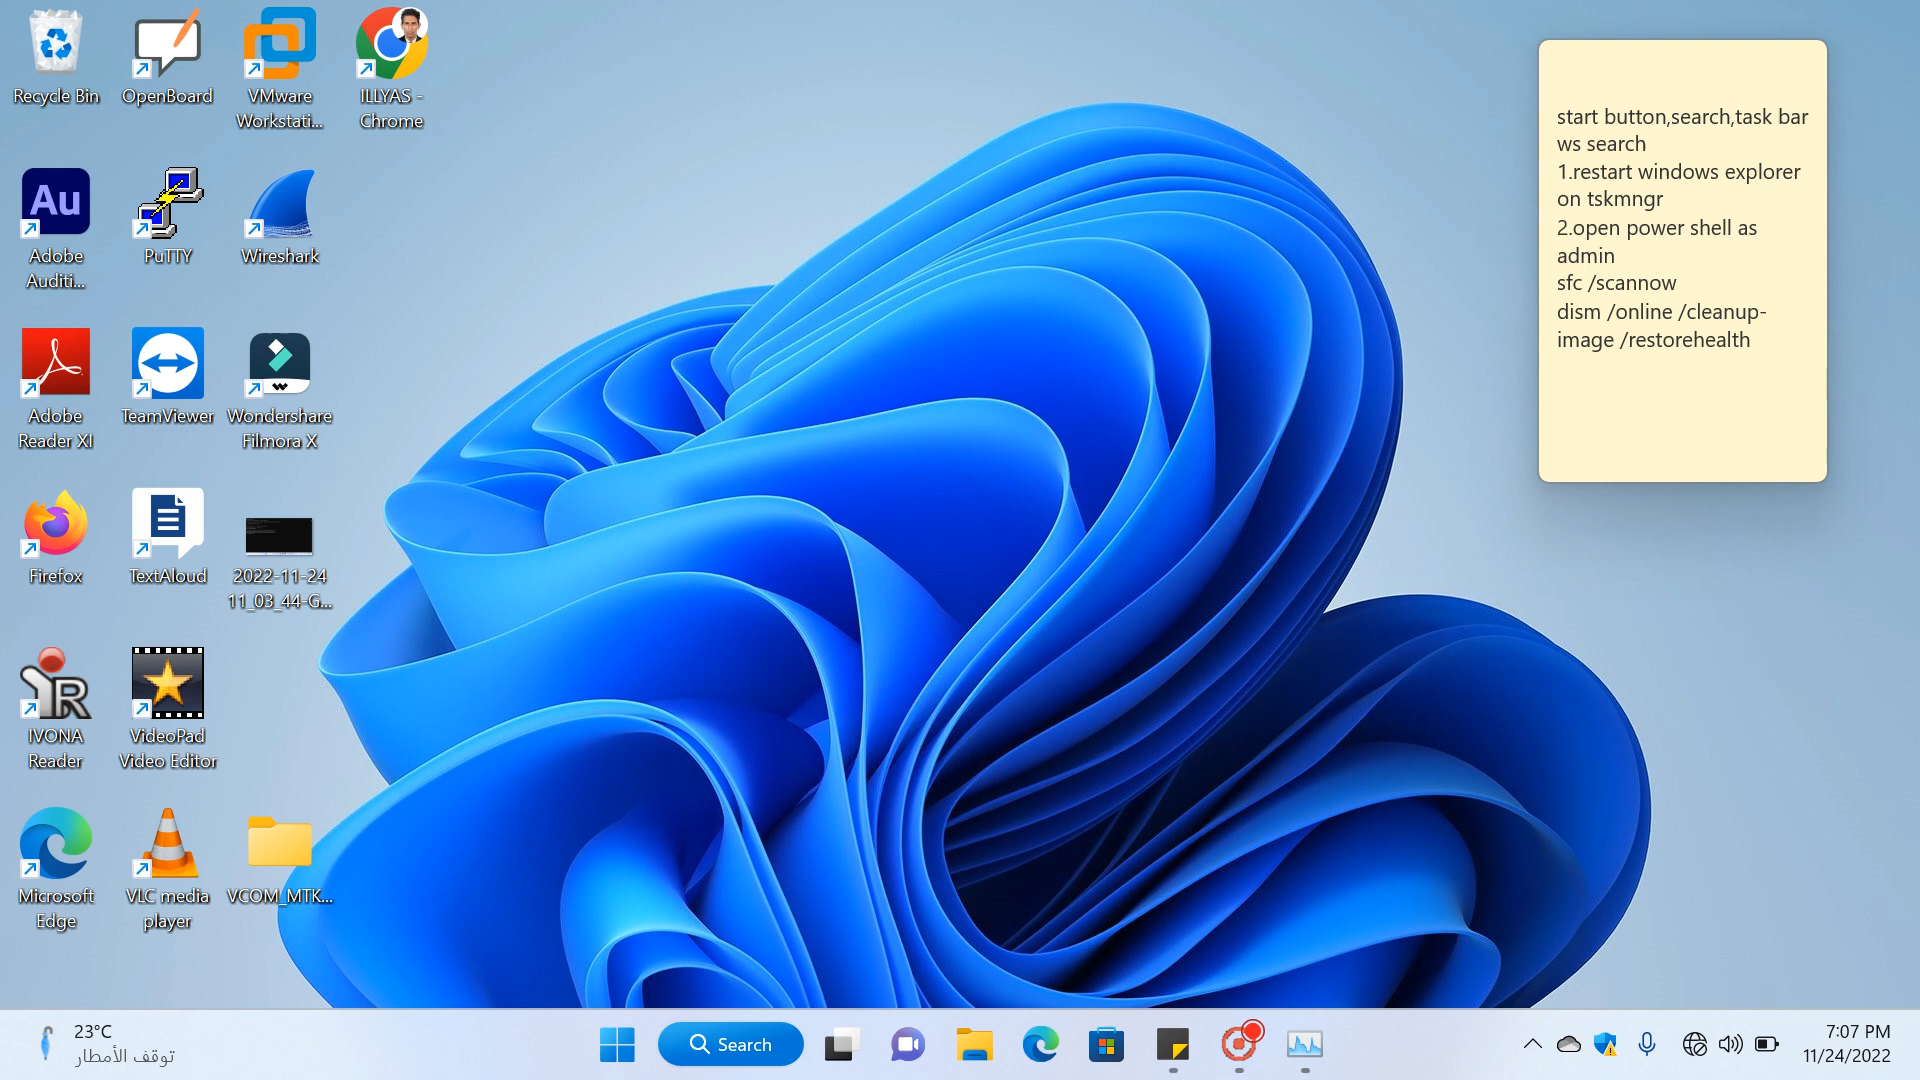 Recycle Bin
OpenBoard
VMware
Workstati...
ILLYAS -
Chrome
Au
Adobe
Auditi...
PuTTY
Wireshark
Adobe
Reader XI
TeamViewer
Wondershare
Filmora X
Firefox
TextAloud
2022-11-24
11_03_44-G...
IVONA
Reader
VideoPad
Video Editor
Microsoft
Edge
VLC media
player
VCOM_MTK...
start button,search,task bar
ws search
1.restart windows explorer
on tskmngr
2.open power shell as
admin
sfc /scannow
dism /online /cleanup-
image /restorehealth
23°C
توقف الأمطار
Search
7:07 PM
11/24/2022